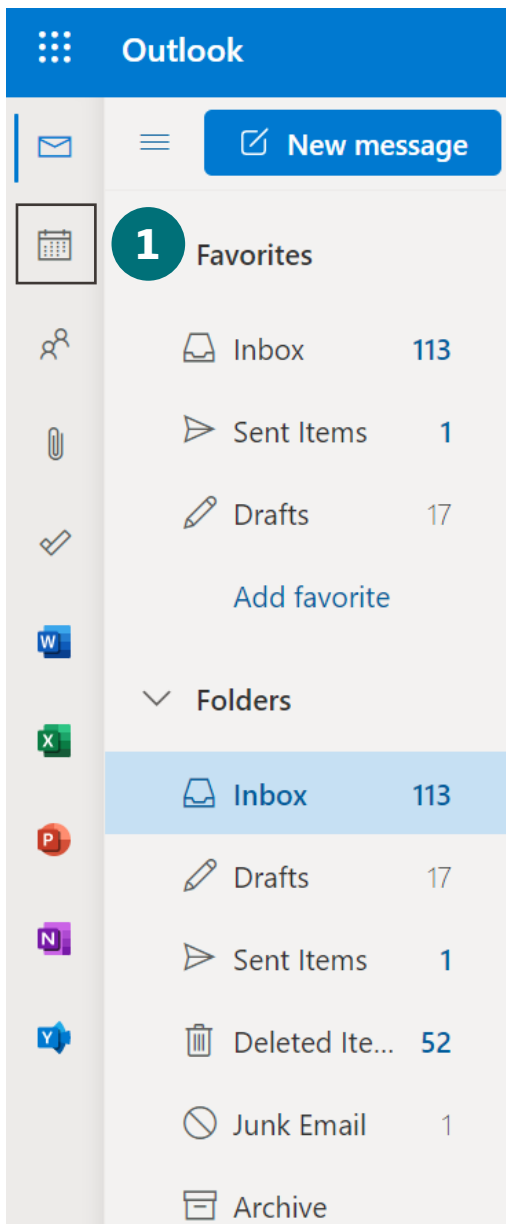 Outlook
New message
1
Favorites
Inbox 113
Sent Items 1
Drafts 17
Add favorite
Folders
W
X
P
N
Y
Inbox 113
Drafts 17
Sent Items 1
Deleted Ite... 52
Junk Email 1
Archive